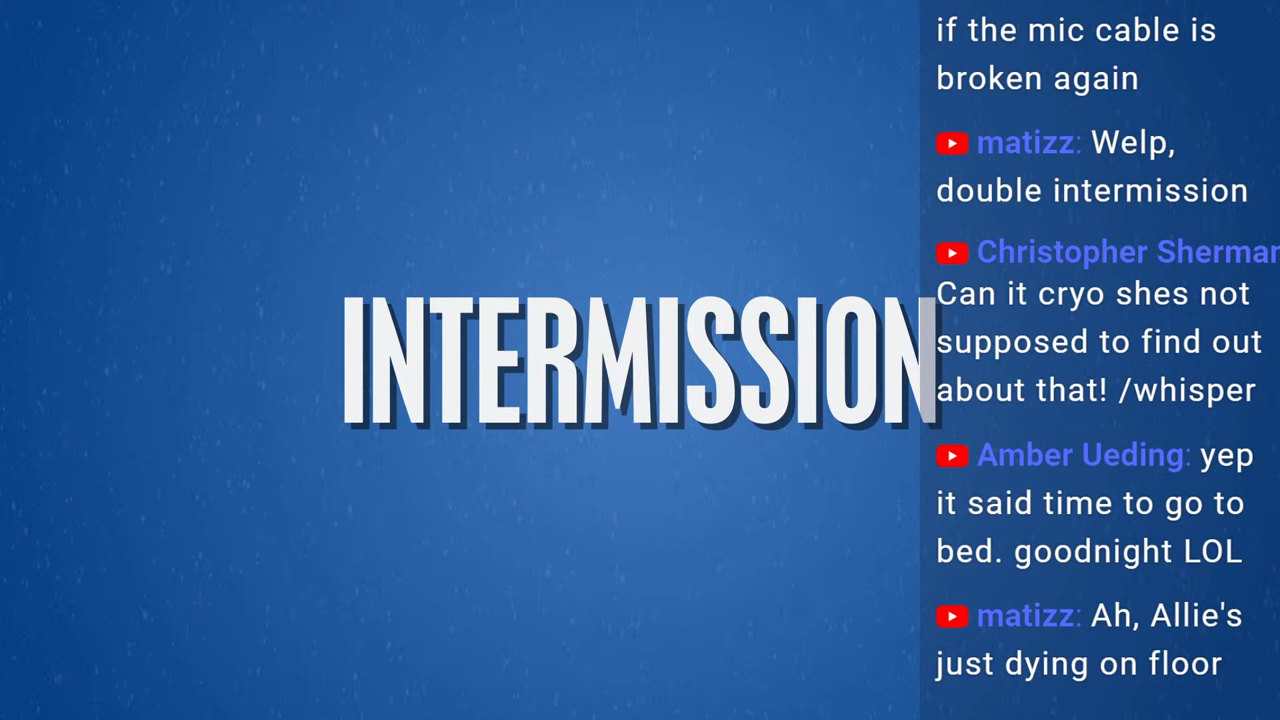 INTERMISSION
if the mic cable is
broken again
matizz: Welp,
double intermission
Christopher Sherman
Can it cryo shes not
supposed to find out
about that! /whisper
Amber Ueding: yep
it said time to go to
bed. goodnight LOL
matizz: Ah, Allie's
just dying on floor